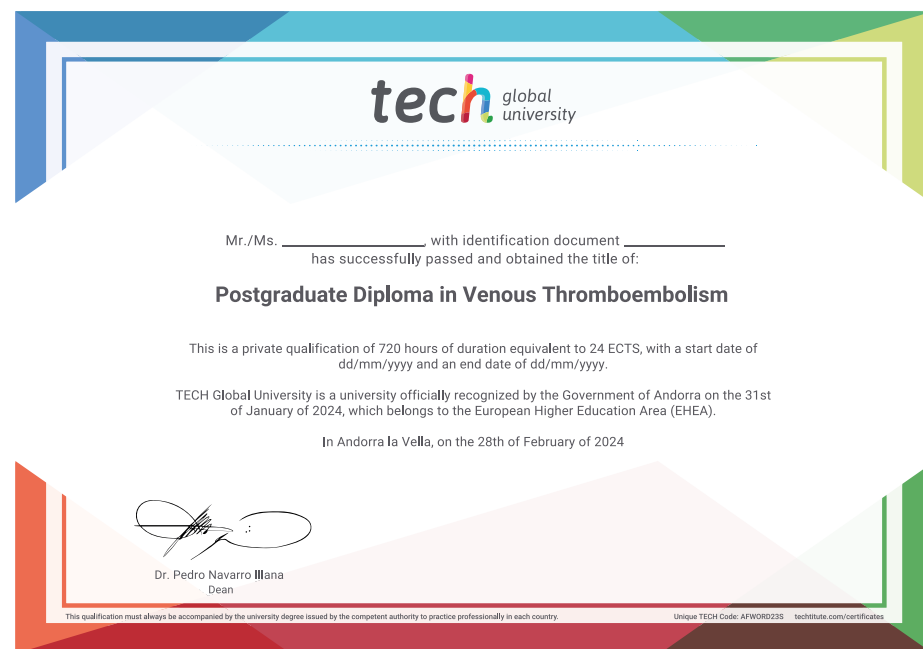 tech global
university
Mr./Ms. ____________________, with identification document ______________
has successfully passed and obtained the title of:
Postgraduate Diploma in Venous Thromboembolism
This is a private qualification of 720 hours of duration equivalent to 24 ECTS, with a start date of
dd/mm/yyyy and an end date of dd/mm/yyyy.
TECH Global University is a university officially recognized by the Government of Andorra on the 31st
of January of 2024, which belongs to the European Higher Education Area (EHEA).
In Andorra la Vella, on the 28th of February of 2024
Dr. Pedro Navarro Illana
Dean
This qualification must always be accompanied by the university degree issued by the competent authority to practice professionally in each country. Unique TECH Code: AFWORD23S techtitute.com/certificates